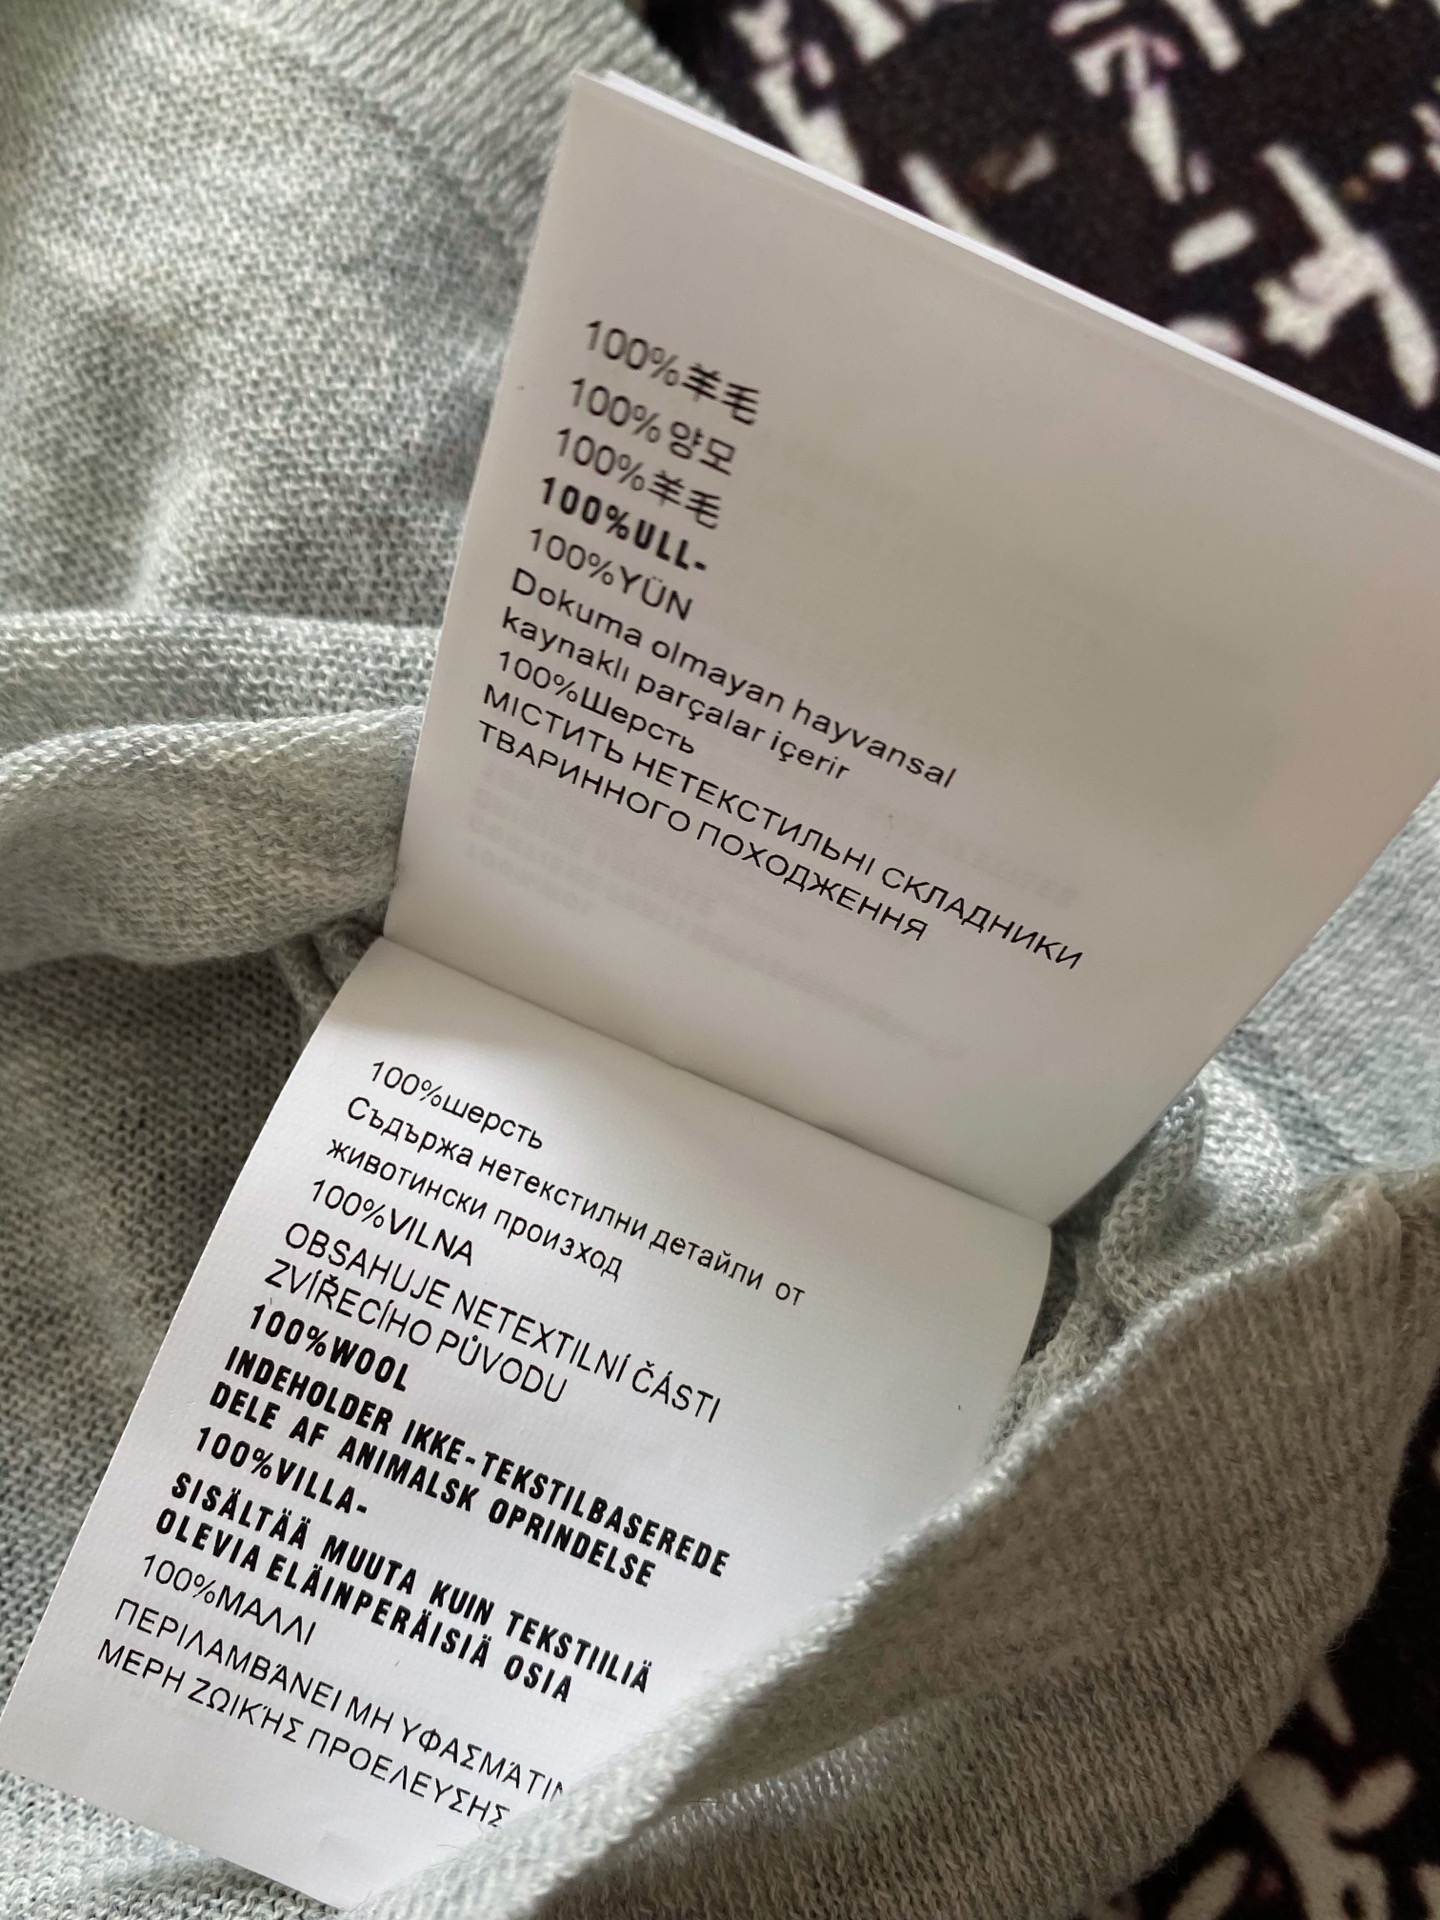 100%羊毛
100%양모
100%羊毛
100%ULL-
100%YÜN
Dokuma olmayan hayvansal
kaynaklı parçalar içerir
100%Шерсть
МІСТИТЬ НЕТЕКСТИЛЬНІ СКЛАДНИКИ
ТВАРИННОГО ПОХОДЖЕННЯ
100%шерсть
Съдържа нетекстилни детайли от
животински произход
100%VILNA
OBSAHUJE NETEXTILNÍ ČÁSTI
ZVÍŘECÍHO PŮVODU
100%WOOL
INDEHOLDER IKKE-TEKSTILBASEREDE
DELE AF ANIMALSK OPRINDELSE
100%VILLA-
SISÄLTÄÄ MUUTA KUIN TEKSTIILIÄ
OLEVIA ELÄINPERÄISIÄ OSIA
100%ΜΑΛΛΙ
ΠΕΡΙΛΑΜΒΆΝΕΙ ΜΗ
ΜΕΡΗ ΖΩΙΚΉΣ ΠΡΟΕΛΕΥΣΗΣ